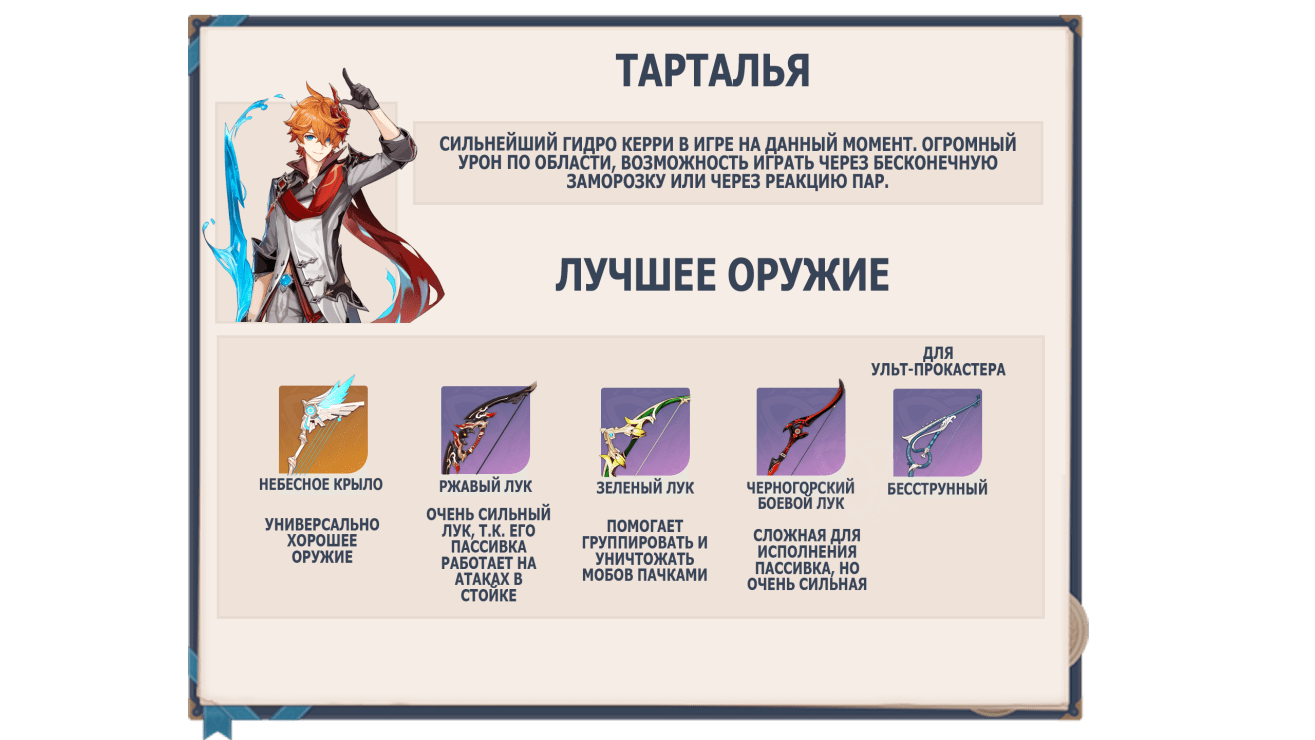 ТАРТАЛЬЯ
СИЛЬНЕЙШИЙ ГИДРО КЕРРИ В ИГРЕ НА ДАННЫЙ МОМЕНТ. ОГРОМНЫЙ
УРОН ПО ОБЛАСТИ, ВОЗМОЖНОСТЬ ИГРАТЬ ЧЕРЕЗ БЕСКОНЕЧНУЮ
ЗАМОРОЗКУ ИЛИ ЧЕРЕЗ РЕАКЦИЮ ПАР.
ЛУЧШЕЕ ОРУЖИЕ
НЕБЕСНОЕ КРЫЛО
УНИВЕРСАЛЬНО
ХОРОШЕЕ
ОРУЖИЕ
РЖАВЫЙ ЛУК
ОЧЕНЬ СИЛЬНЫЙ
ЛУК, Т.К. ЕГО
ПАССИВКА
РАБОТАЕТ НА
АТАКАХ В
СТОЙКЕ
ЗЕЛЕНЫЙ ЛУК
ПОМОГАЕТ
ГРУППИРОВАТЬ И
УНИЧТОЖАТЬ
МОБОВ ПАЧКАМИ
ЧЕРНОГОРСКИЙ
БОЕВОЙ ЛУК
СЛОЖНАЯ ДЛЯ
ИСПОЛНЕНИЯ
ПАССИВКА, НО
ОЧЕНЬ СИЛЬНАЯ
ДЛЯ
УЛЬТ-ПРОКАСТЕРА
БЕССТРУННЫЙ